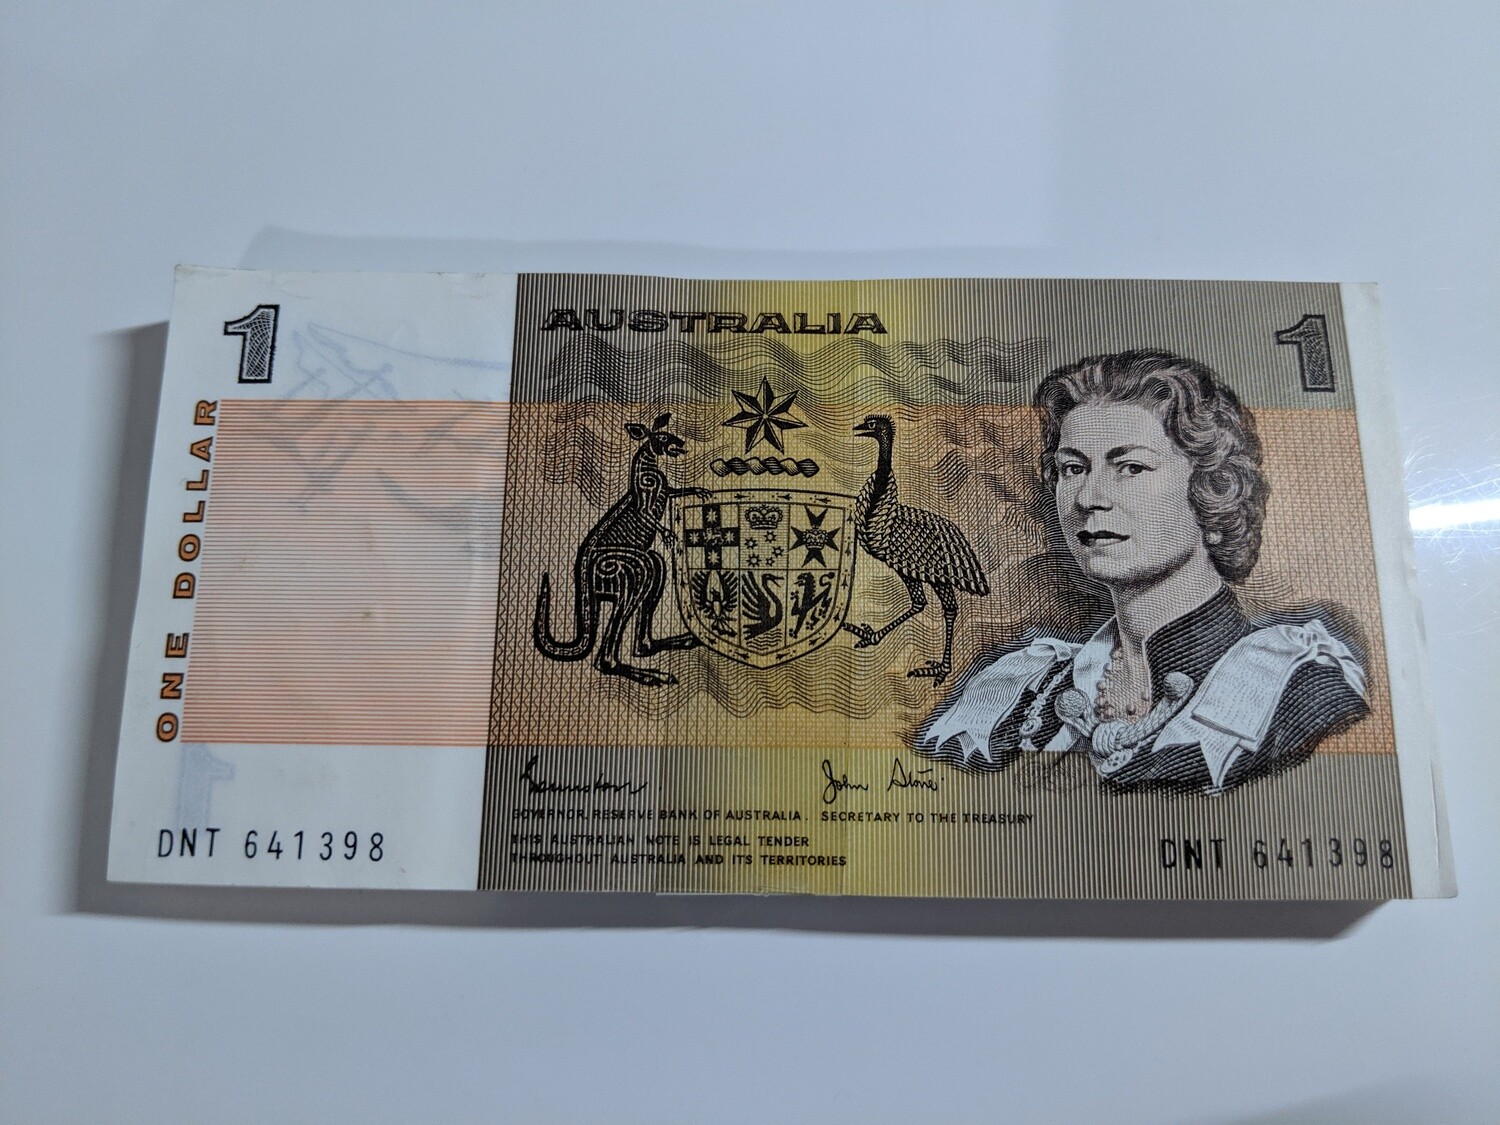 1
AUSTRALIA
1
ONE DOLLAR
John Stone
GOVERNOR, RESERVE BANK OF AUSTRALIA. SECRETARY TO THE TREASURY
THIS AUSTRALIAN NOTE IS LEGAL TENDER
THROUGHOUT AUSTRALIA AND ITS TERRITORIES
DNT 641398
DNT 641398